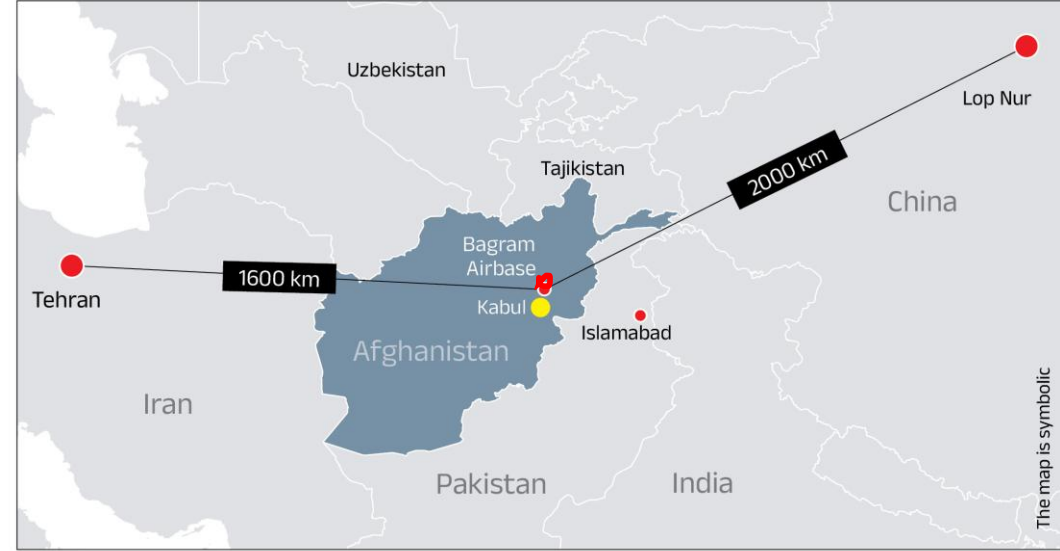 Uzbekistan
Lop Nur
2000 km
Tajikistan
China
Bagram
Airbase
1600 km
Tehran
Kabul
Islamabad
Afghanistan
Iran
Pakistan
India
The map is symbolic